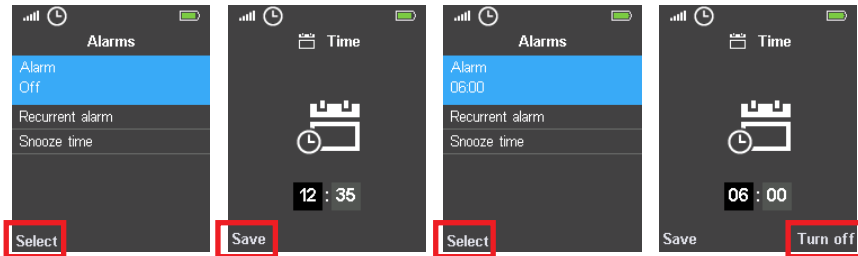 Alarms
Alarm
Off
Recurrent alarm
Snooze time
Select
Time
12 : 35
Save
Alarms
Alarm
06:00
Recurrent alarm
Snooze time
Select
Time
06 : 00
Save Turn off